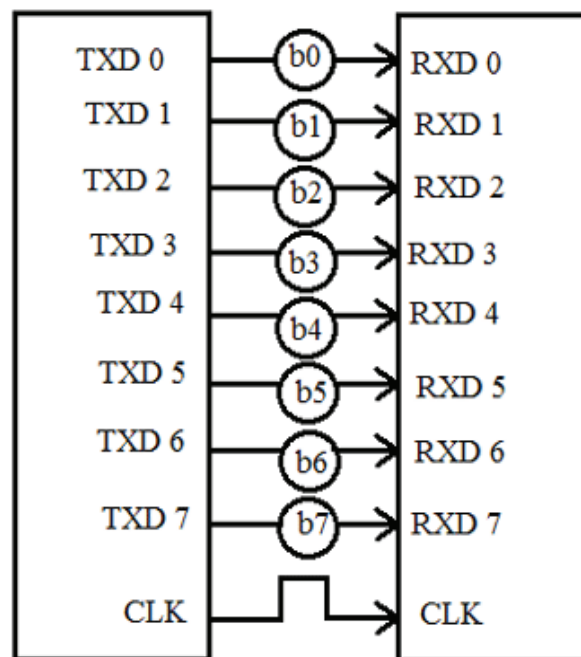 TXD 0 b0 RXD 0
TXD 1 b1 RXD 1
TXD 2 b2 RXD 2
TXD 3 b3 RXD 3
TXD 4 b4 RXD 4
TXD 5 b5 RXD 5
TXD 6 b6 RXD 6
TXD 7 b7 RXD 7
CLK CLK